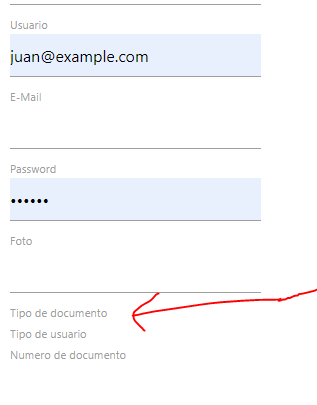 Usuario
juan@example.com
E-Mail
Password
••••••
Foto
Tipo de documento
Tipo de usuario
Numero de documento